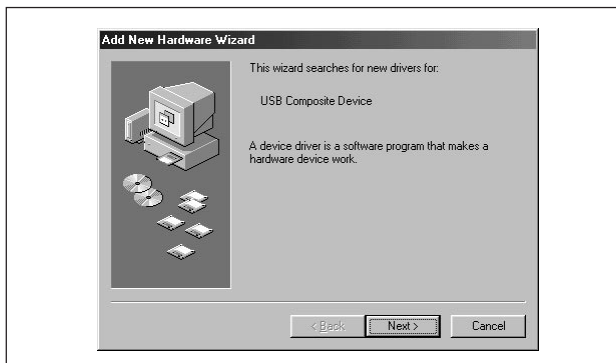 Add New Hardware Wizard
This wizard searches for new drivers for:
USB Composite Device
A device driver is a software program that makes a
hardware device work.
< Back
Next >
Cancel